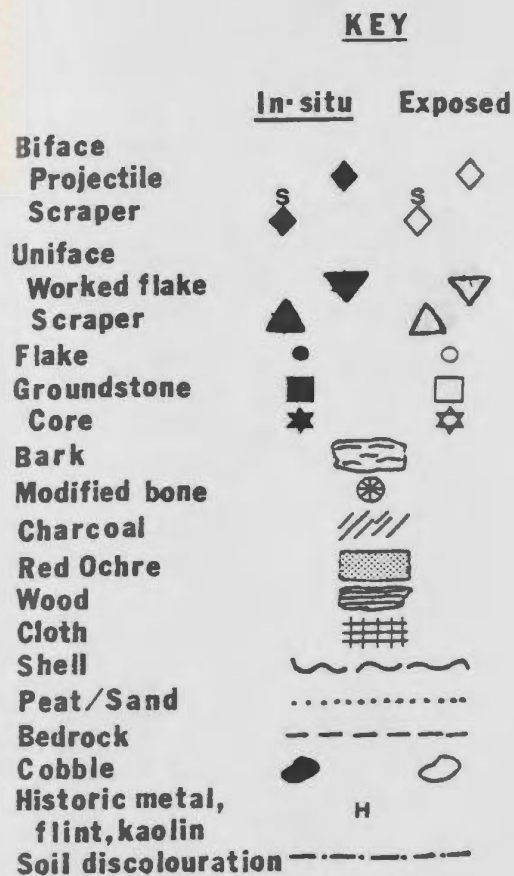 KEY
In-situ Exposed
Biface
Projectile
S S
Scraper
Uniface
Worked flake
Scraper
Flake
Groundstone
Core
Bark
Modified bone
Charcoal
Red Ochre
Wood
Cloth
Shell
Peat/Sand
Bedrock
Cobble
Historic metal,
H
flint, kaolin
Soil discolouration